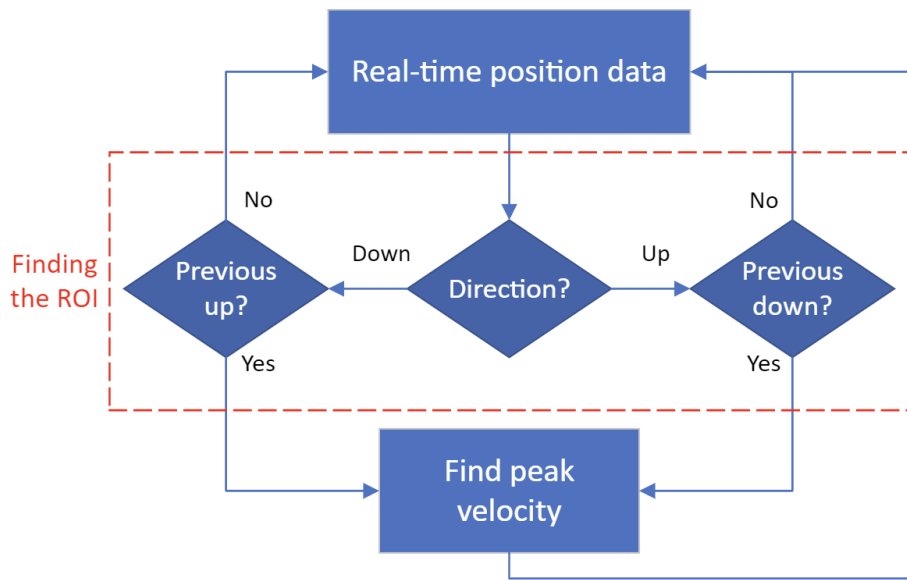 Real-time position data
No
No
Finding
the ROI
Previous
up?
Down
Direction?
Up
Previous
down?
Yes
Yes
Find peak
velocity